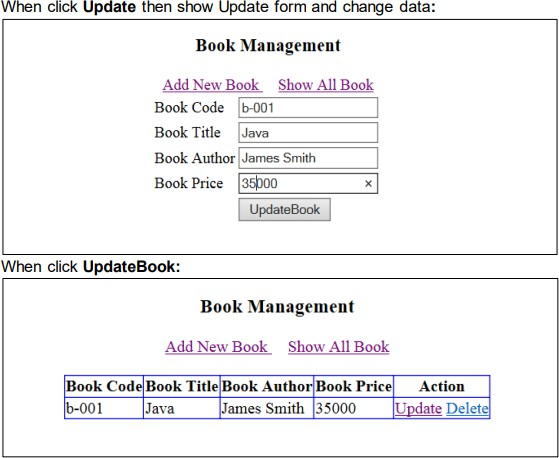 When click Update then show Update form and change data:
Book Management
Add New Book Show All Book
Book Code b-001
Book Title Java
Book Author James Smith
Book Price 35000 ×
UpdateBook
When click UpdateBook:
Book Management
Add New Book Show All Book
Book Code Book Title Book Author Book Price Action
b-001 Java James Smith 35000 Update Delete